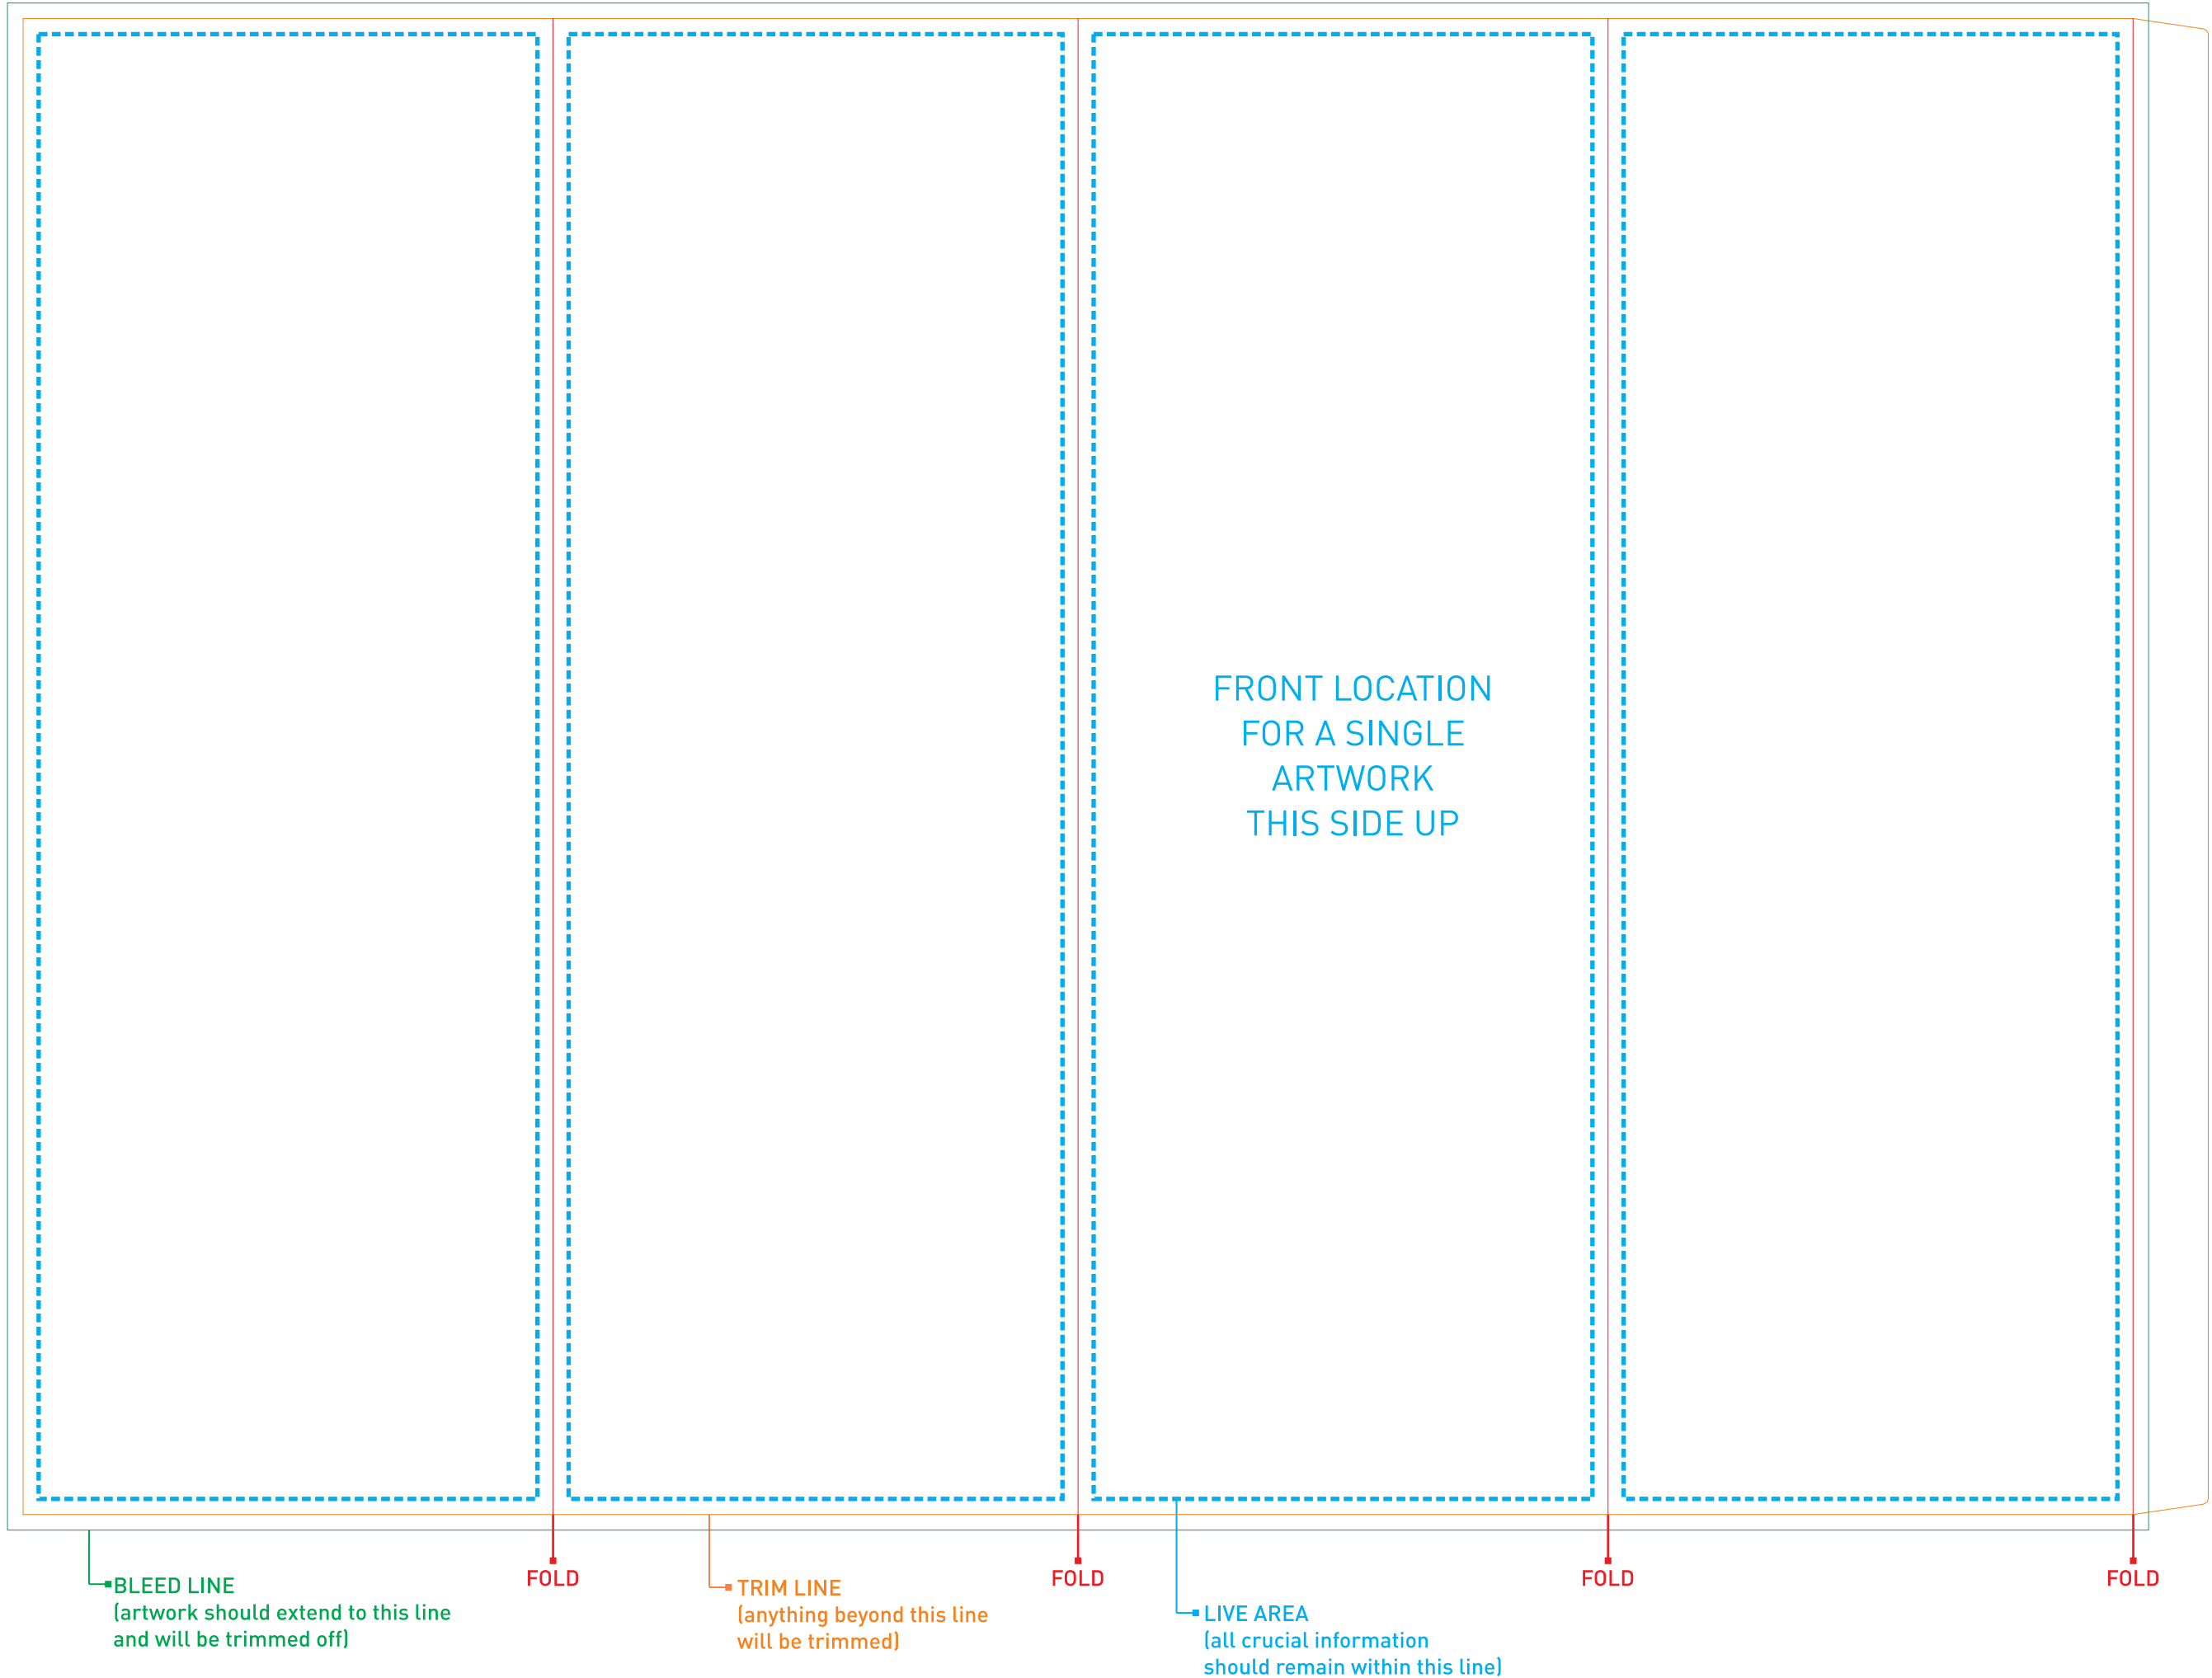 FRONT LOCATION
FOR A SINGLE
ARTWORK
THIS SIDE UP
BLEED LINE
(artwork should extend to this line
and will be trimmed off)
FOLD
TRIM LINE
(anything beyond this line
will be trimmed)
FOLD
LIVE AREA
(all crucial information
should remain within this line)
FOLD
FOLD